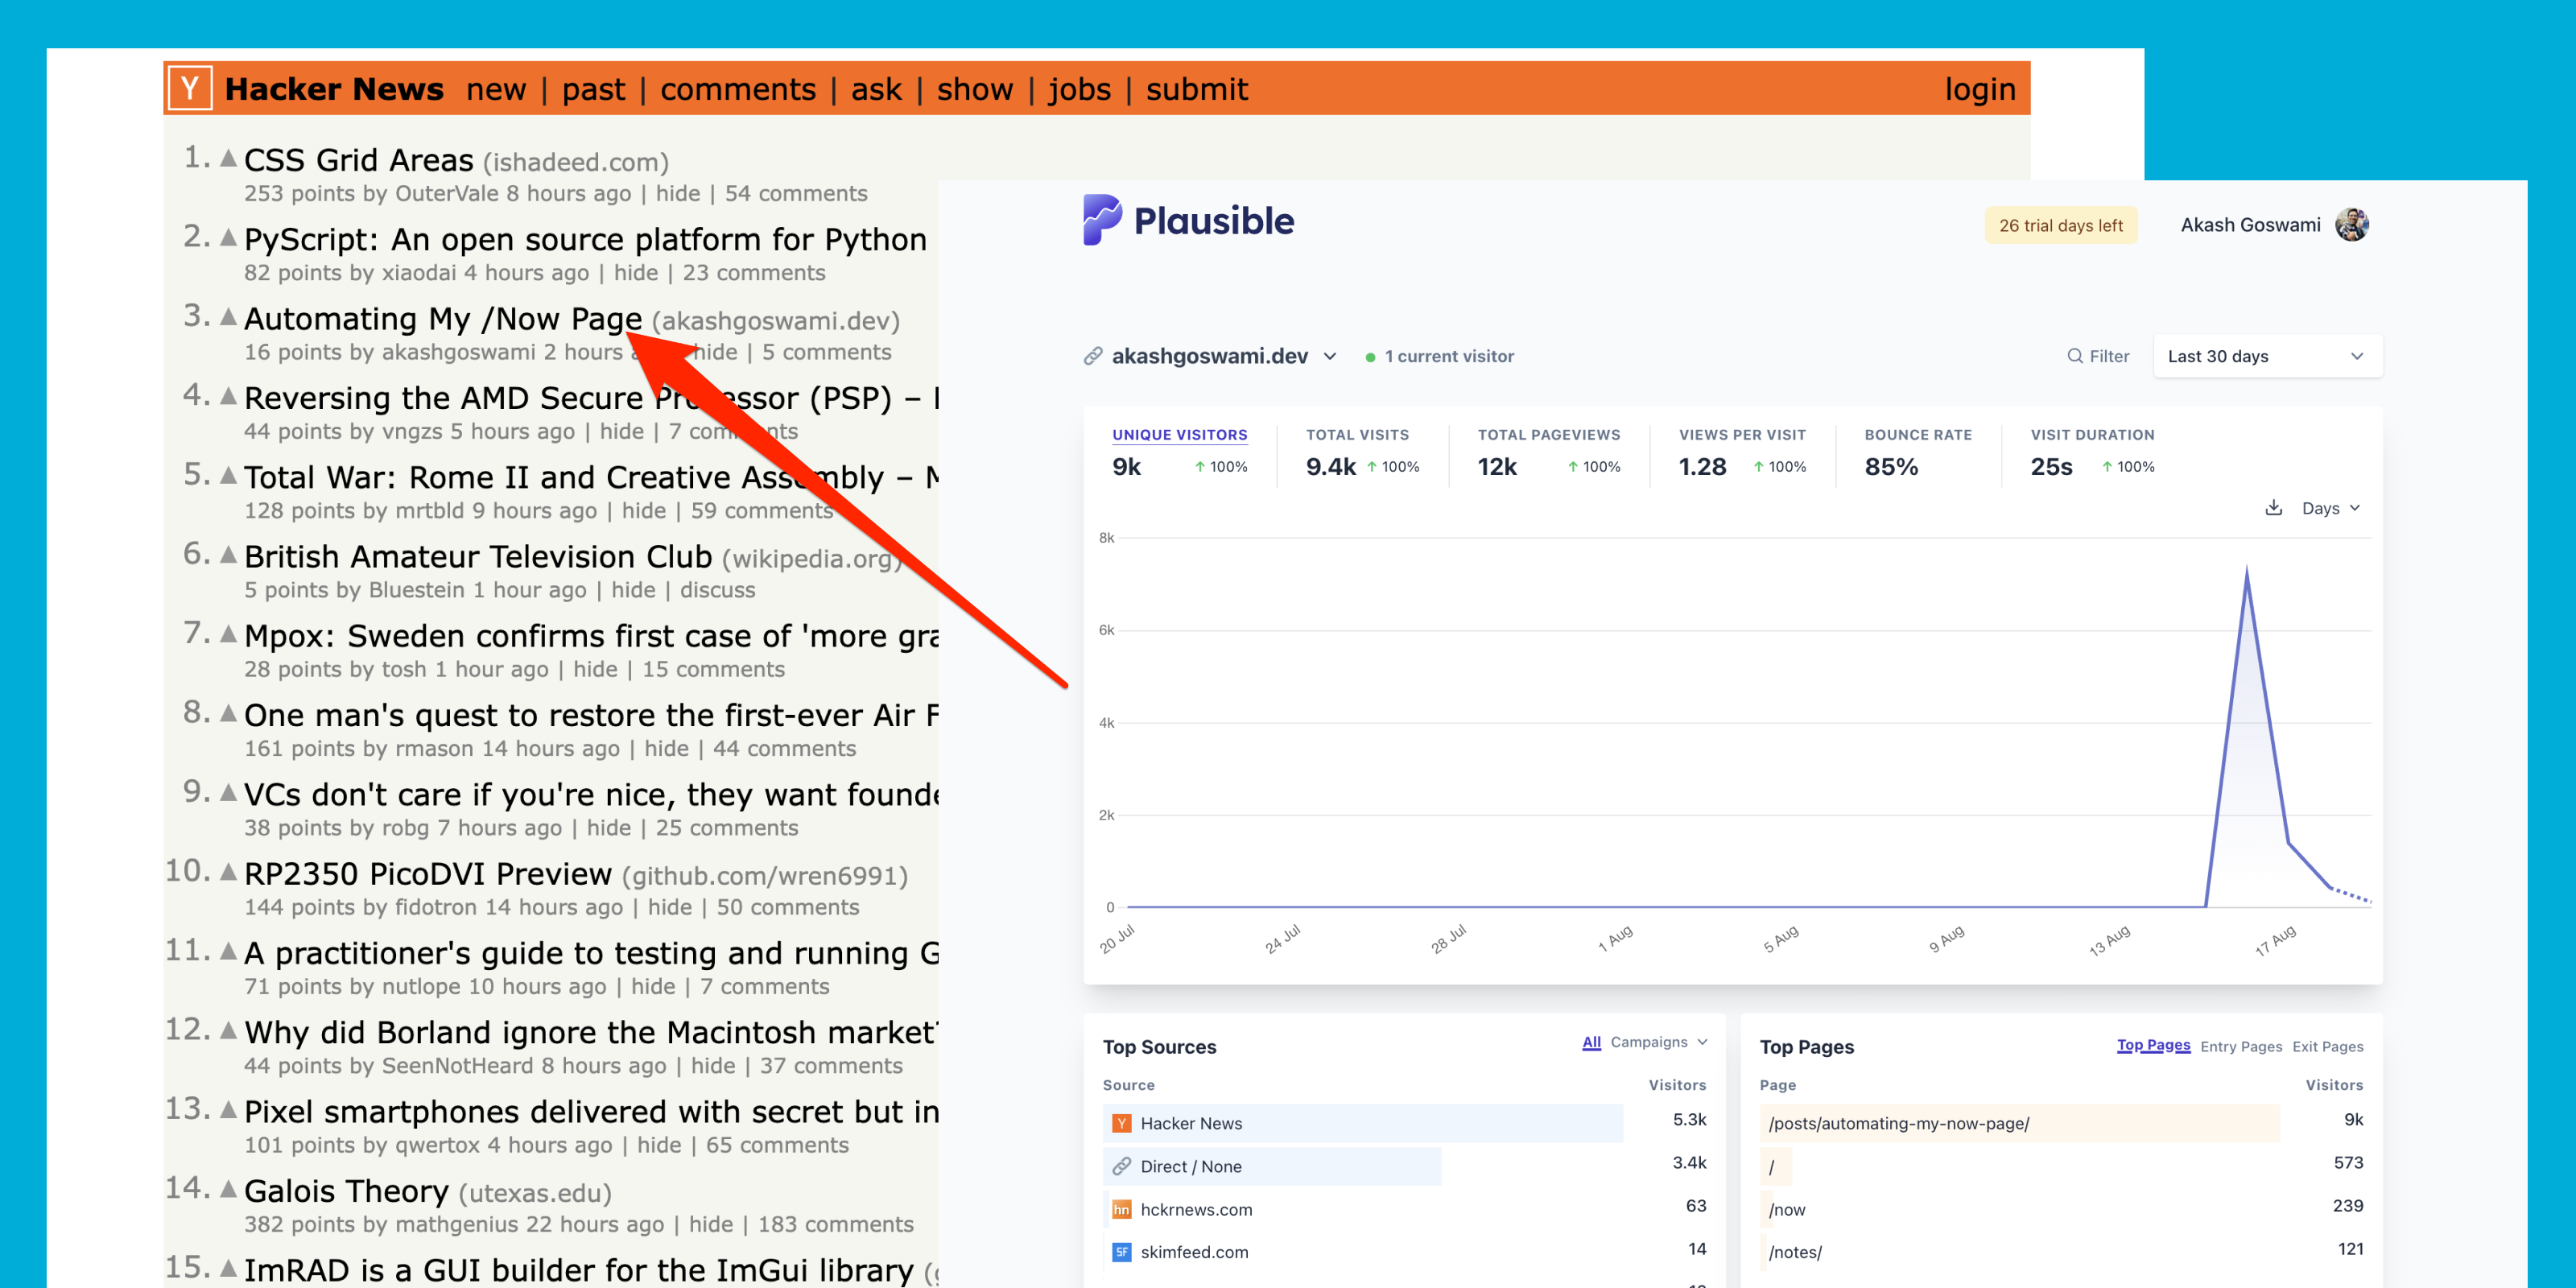 Y Hacker News new | past | comments | ask | show | jobs | submit login
1. CSS Grid Areas (ishadeed.com)
253 points by OuterVale 8 hours ago | hide | 54 comments
2. PyScript: An open source platform for Python
82 points by xiaodai 4 hours ago | hide | 23 comments
3. Automating My /Now Page (akashgoswami.dev)
16 points by akashgoswami 2 hours hide | 5 comments
4. Reversing the AMD Secure Processor (PSP) –
44 points by vngzs 5 hours ago | hide | 7 comments
5. Total War: Rome II and Creative Assembly –
128 points by mrtbld 9 hours ago | hide | 59 comments
6. British Amateur Television Club (wikipedia.org)
5 points by Bluestein 1 hour ago | hide | discuss
7. Mpox: Sweden confirms first case of 'more gra
28 points by tosh 1 hour ago | hide | 15 comments
8. One man's quest to restore the first-ever Air F
161 points by rmason 14 hours ago | hide | 44 comments
9. VCs don't care if you're nice, they want founde
38 points by robg 7 hours ago | hide | 25 comments
10. RP2350 PicoDVI Preview (github.com/wren6991)
144 points by fidotron 14 hours ago | hide | 50 comments
11. A practitioner's guide to testing and running G
71 points by nutlope 10 hours ago | hide | 7 comments
12. Why did Borland ignore the Macintosh market?
44 points by SeenNotHeard 8 hours ago | hide | 37 comments
13. Pixel smartphones delivered with secret but in
101 points by qwertox 4 hours ago | hide | 65 comments
14. Galois Theory (utexas.edu)
382 points by mathgenius 22 hours ago | hide | 183 comments
15. ImRAD is a GUI builder for the ImGui library
Plausible
26 trial days left Akash Goswami
akashgoswami.dev 1 current visitor Filter Last 30 days
UNIQUE VISITORS TOTAL VISITS TOTAL PAGEVIEWS VIEWS PER VISIT BOUNCE RATE VISIT DURATION
9k ↑ 100% 9.4k ↑ 100% 12k ↑ 100% 1.28 ↑ 100% 85% 25s ↑ 100%
Days
8k
6k
4k
2k
0
20 Jul 24 Jul 28 Jul 1 Aug 5 Aug 9 Aug 13 Aug 17 Aug
Top Sources All Campaigns
Source Visitors
Y Hacker News 5.3k
Direct / None 3.4k
hn hckrnews.com 63
SF skimfeed.com 14
Top Pages Top Pages Entry Pages Exit Pages
Page Visitors
/posts/automating-my-now-page/ 9k
/ 573
/now 239
/notes/ 121